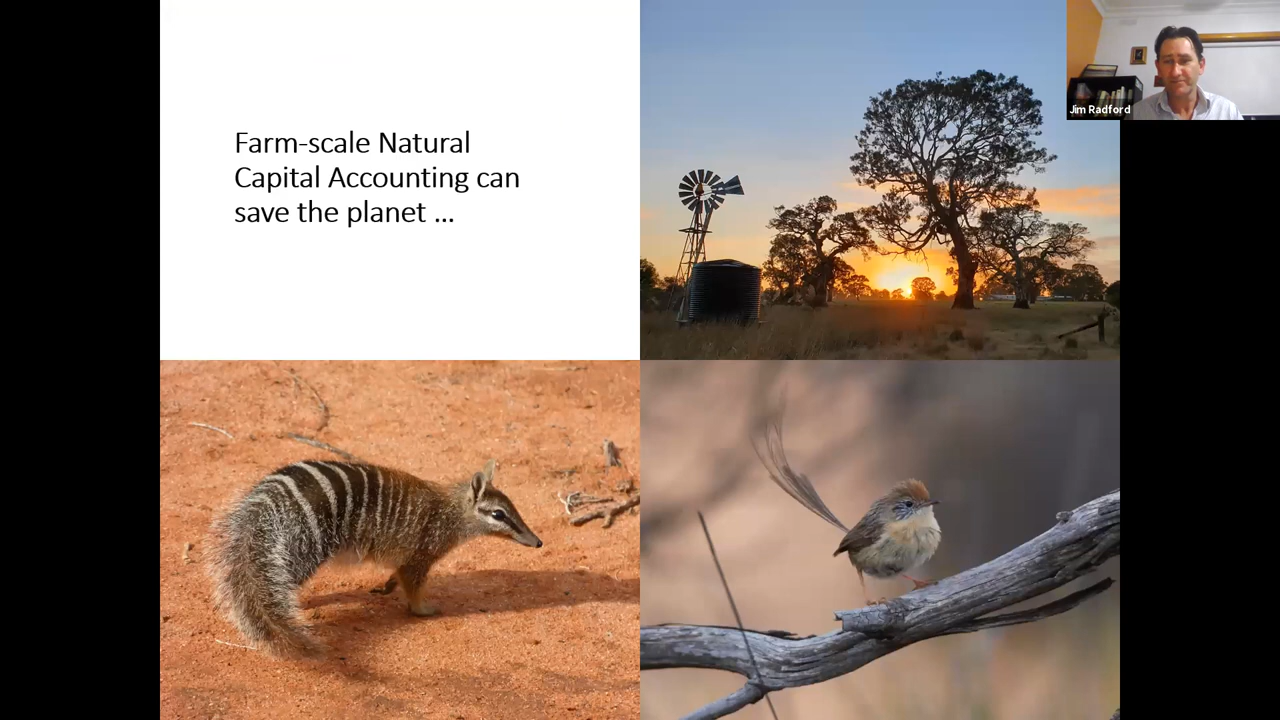 Farm-scale Natural
Capital Accounting can
save the planet ...
Jim Radford